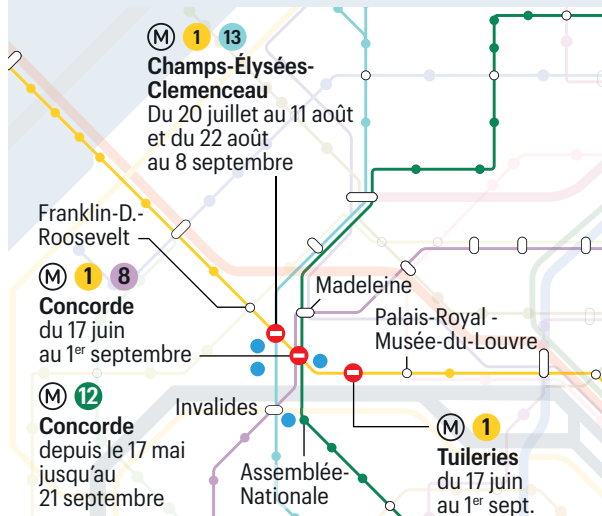 M 1 13
Champs-Élysées-
Clemenceau
Du 20 juillet au 11 août
et du 22 août
au 8 septembre
Franklin-D.-
Roosevelt
M 1 8
Concorde
du 17 juin
au 1er septembre
Madeleine
Palais-Royal -
Musée-du-Louvre
M 12
Concorde
depuis le 17 mai
jusqu'au
21 septembre
Invalides
Assemblée-
Nationale
M 1
Tuileries
du 17 juin
au 1er sept.